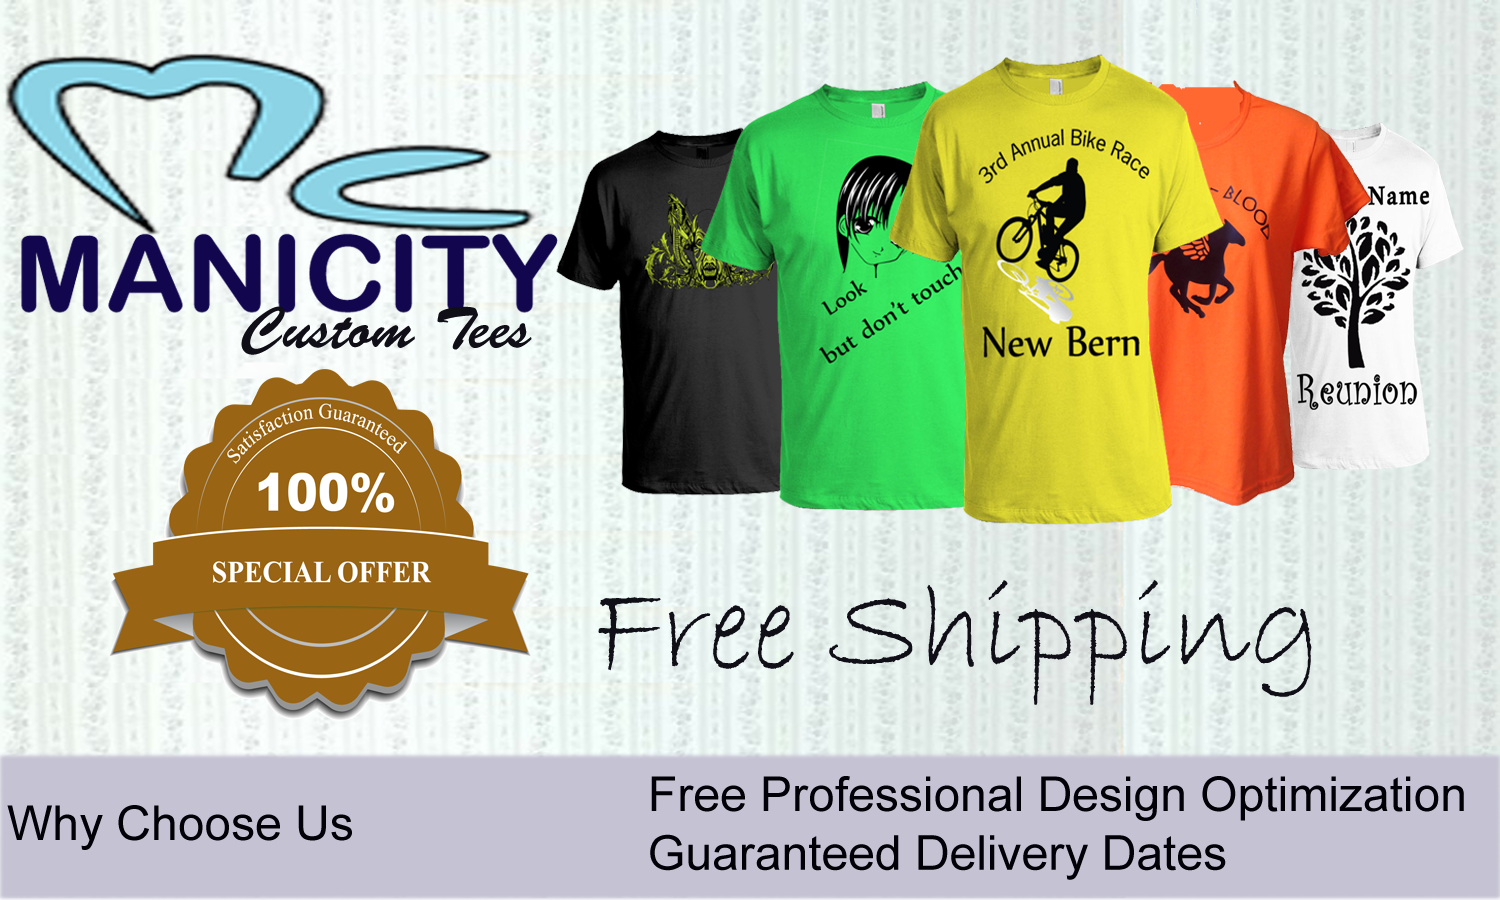 MANICITY
Custom Tees
Satisfaction Guaranteed
100%
SPECIAL OFFER
Look
but don't touch
3rd Annual Bike Race
New Bern
BLOOD
Name
Reunion
Free Shipping
Why Choose Us
Free Professional Design Optimization
Guaranteed Delivery Dates